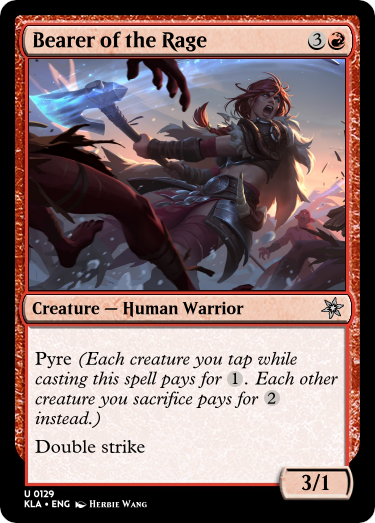 Bearer of the Rage 3
Creature — Human Warrior
Pyre (Each creature you tap while
casting this spell pays for 1. Each other
creature you sacrifice pays for 2
instead.)
Double strike
3/1
U 0129
KLA • ENG Herbie Wang